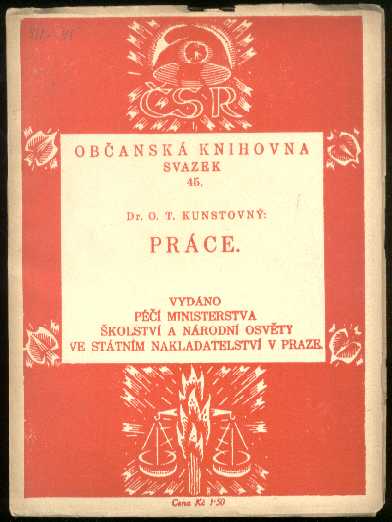 ČSR
OBČANSKÁ KNIHOVNA
SVAZEK
45.
Dr. O. T. KUNSTOVNÝ:
PRÁCE.
VYDÁNO
PÉČÍ MINISTERSTVA
ŠKOLSTVÍ A NÁRODNÍ OSVĚTY
VE STÁTNÍM NAKLADATELSTVÍ V PRAZE.
Cena Kč 1·50